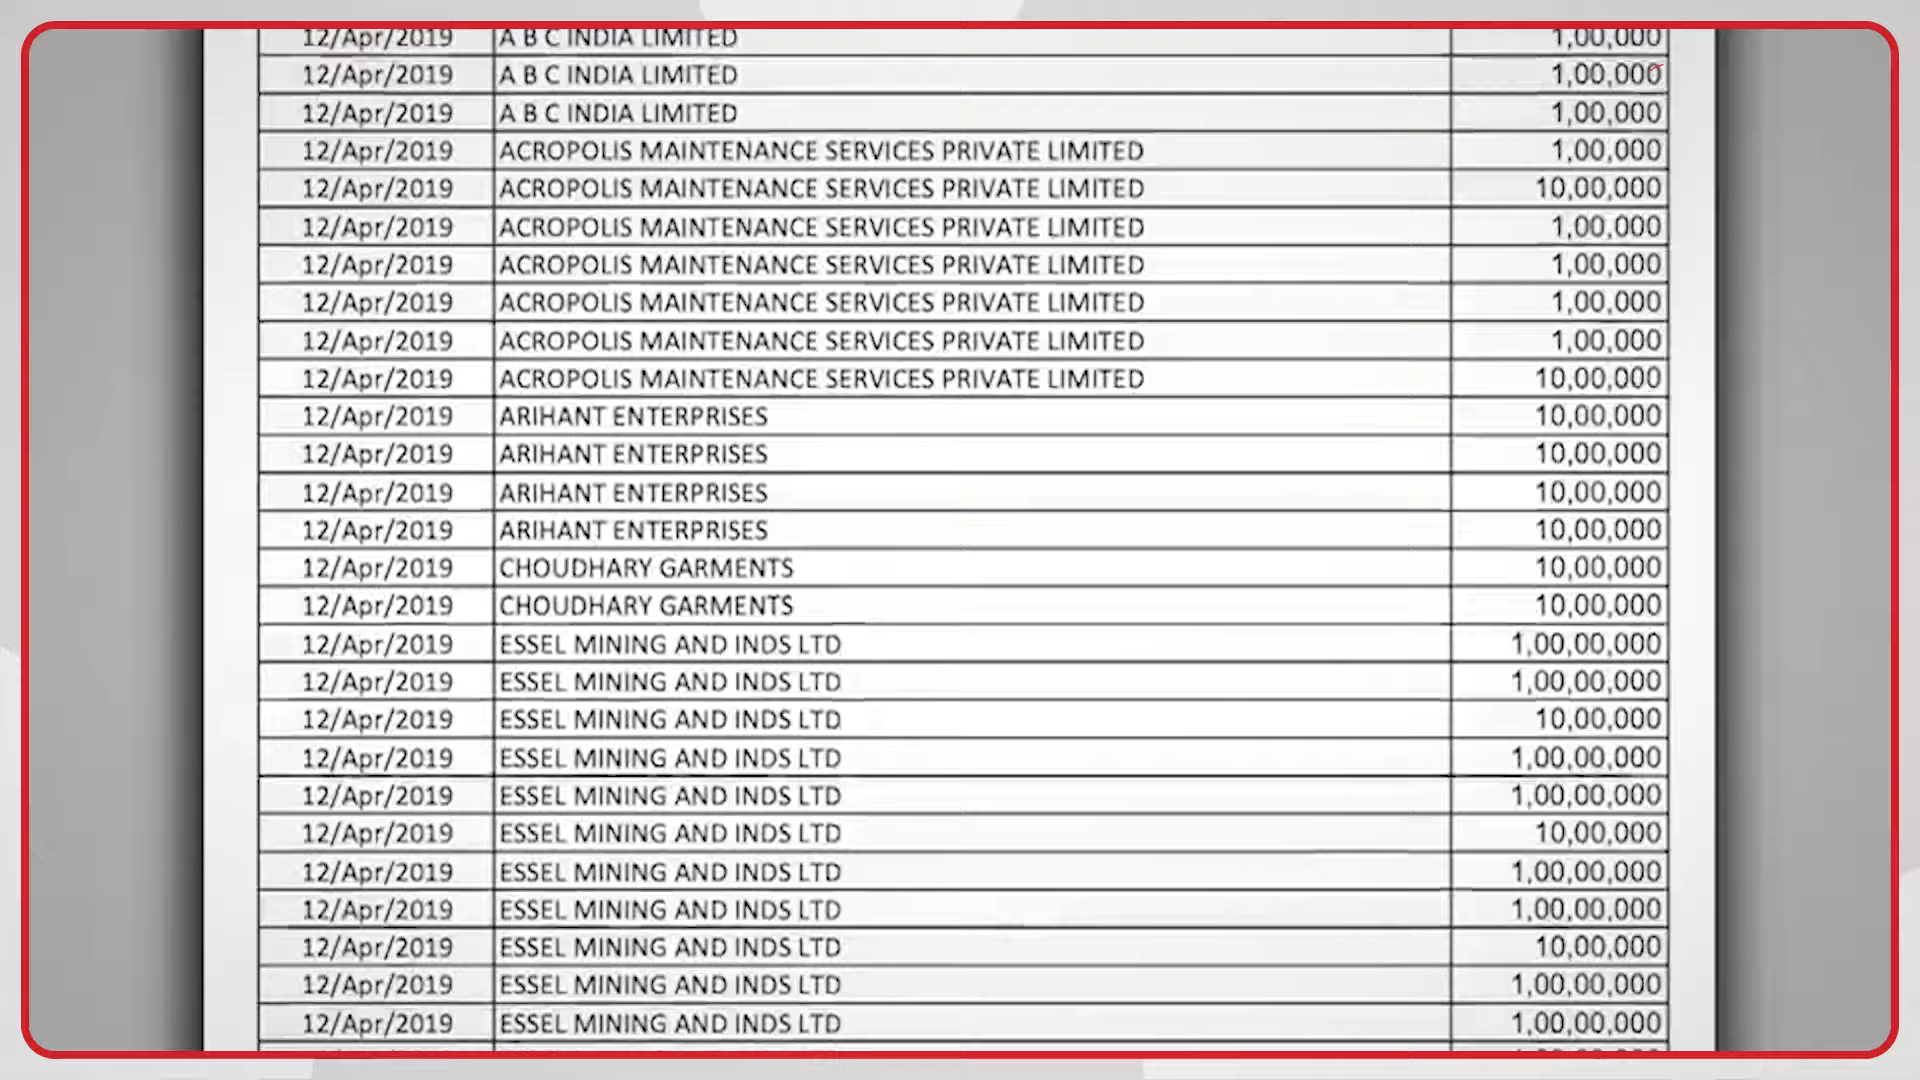 12/Apr/2019 A B C INDIA LIMITED 1,00,000
12/Apr/2019 A B C INDIA LIMITED 1,00,000
12/Apr/2019 A B C INDIA LIMITED 1,00,000
12/Apr/2019 ACROPOLIS MAINTENANCE SERVICES PRIVATE LIMITED 1,00,000
12/Apr/2019 ACROPOLIS MAINTENANCE SERVICES PRIVATE LIMITED 10,00,000
12/Apr/2019 ACROPOLIS MAINTENANCE SERVICES PRIVATE LIMITED 1,00,000
12/Apr/2019 ACROPOLIS MAINTENANCE SERVICES PRIVATE LIMITED 1,00,000
12/Apr/2019 ACROPOLIS MAINTENANCE SERVICES PRIVATE LIMITED 1,00,000
12/Apr/2019 ACROPOLIS MAINTENANCE SERVICES PRIVATE LIMITED 1,00,000
12/Apr/2019 ACROPOLIS MAINTENANCE SERVICES PRIVATE LIMITED 10,00,000
12/Apr/2019 ARIHANT ENTERPRISES 10,00,000
12/Apr/2019 ARIHANT ENTERPRISES 10,00,000
12/Apr/2019 ARIHANT ENTERPRISES 10,00,000
12/Apr/2019 ARIHANT ENTERPRISES 10,00,000
12/Apr/2019 CHOUDHARY GARMENTS 10,00,000
12/Apr/2019 CHOUDHARY GARMENTS 10,00,000
12/Apr/2019 ESSEL MINING AND INDS LTD 1,00,00,000
12/Apr/2019 ESSEL MINING AND INDS LTD 1,00,00,000
12/Apr/2019 ESSEL MINING AND INDS LTD 10,00,000
12/Apr/2019 ESSEL MINING AND INDS LTD 1,00,00,000
12/Apr/2019 ESSEL MINING AND INDS LTD 1,00,00,000
12/Apr/2019 ESSEL MINING AND INDS LTD 10,00,000
12/Apr/2019 ESSEL MINING AND INDS LTD 1,00,00,000
12/Apr/2019 ESSEL MINING AND INDS LTD 1,00,00,000
12/Apr/2019 ESSEL MINING AND INDS LTD 10,00,000
12/Apr/2019 ESSEL MINING AND INDS LTD 1,00,00,000
12/Apr/2019 ESSEL MINING AND INDS LTD 1,00,00,000